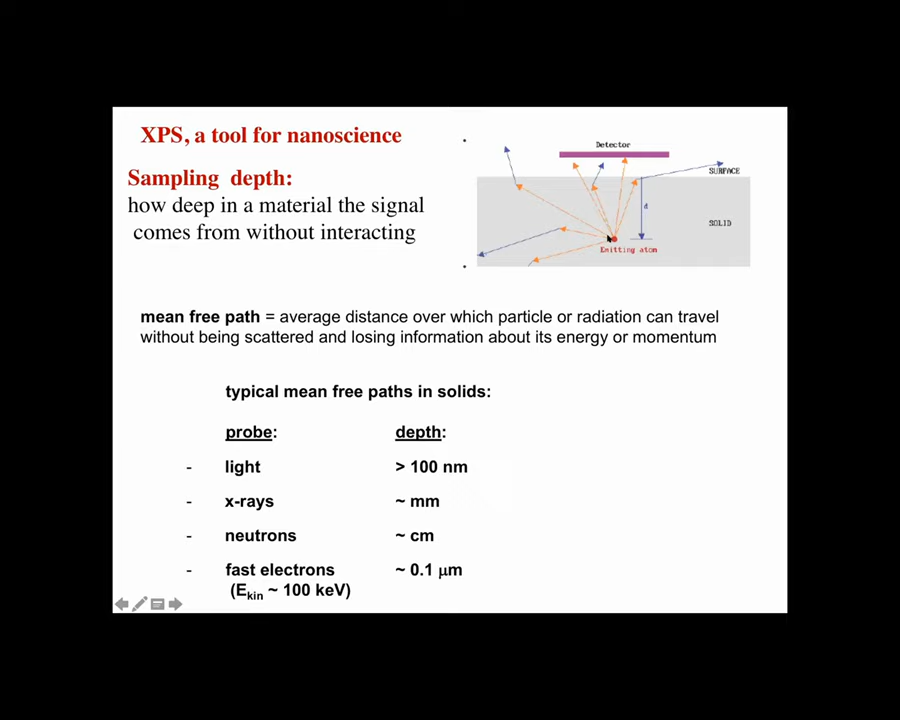 XPS, a tool for nanoscience
Sampling depth:
how deep in a material the signal
comes from without interacting
Detector
SURFACE
d
SOLID
Emitting atom
mean free path = average distance over which particle or radiation can travel
without being scattered and losing information about its energy or momentum
typical mean free paths in solids:
probe: depth:
- light > 100 nm
- x-rays ~ mm
- neutrons ~ cm
- fast electrons ~ 0.1 μm
(Ekin ~ 100 keV)